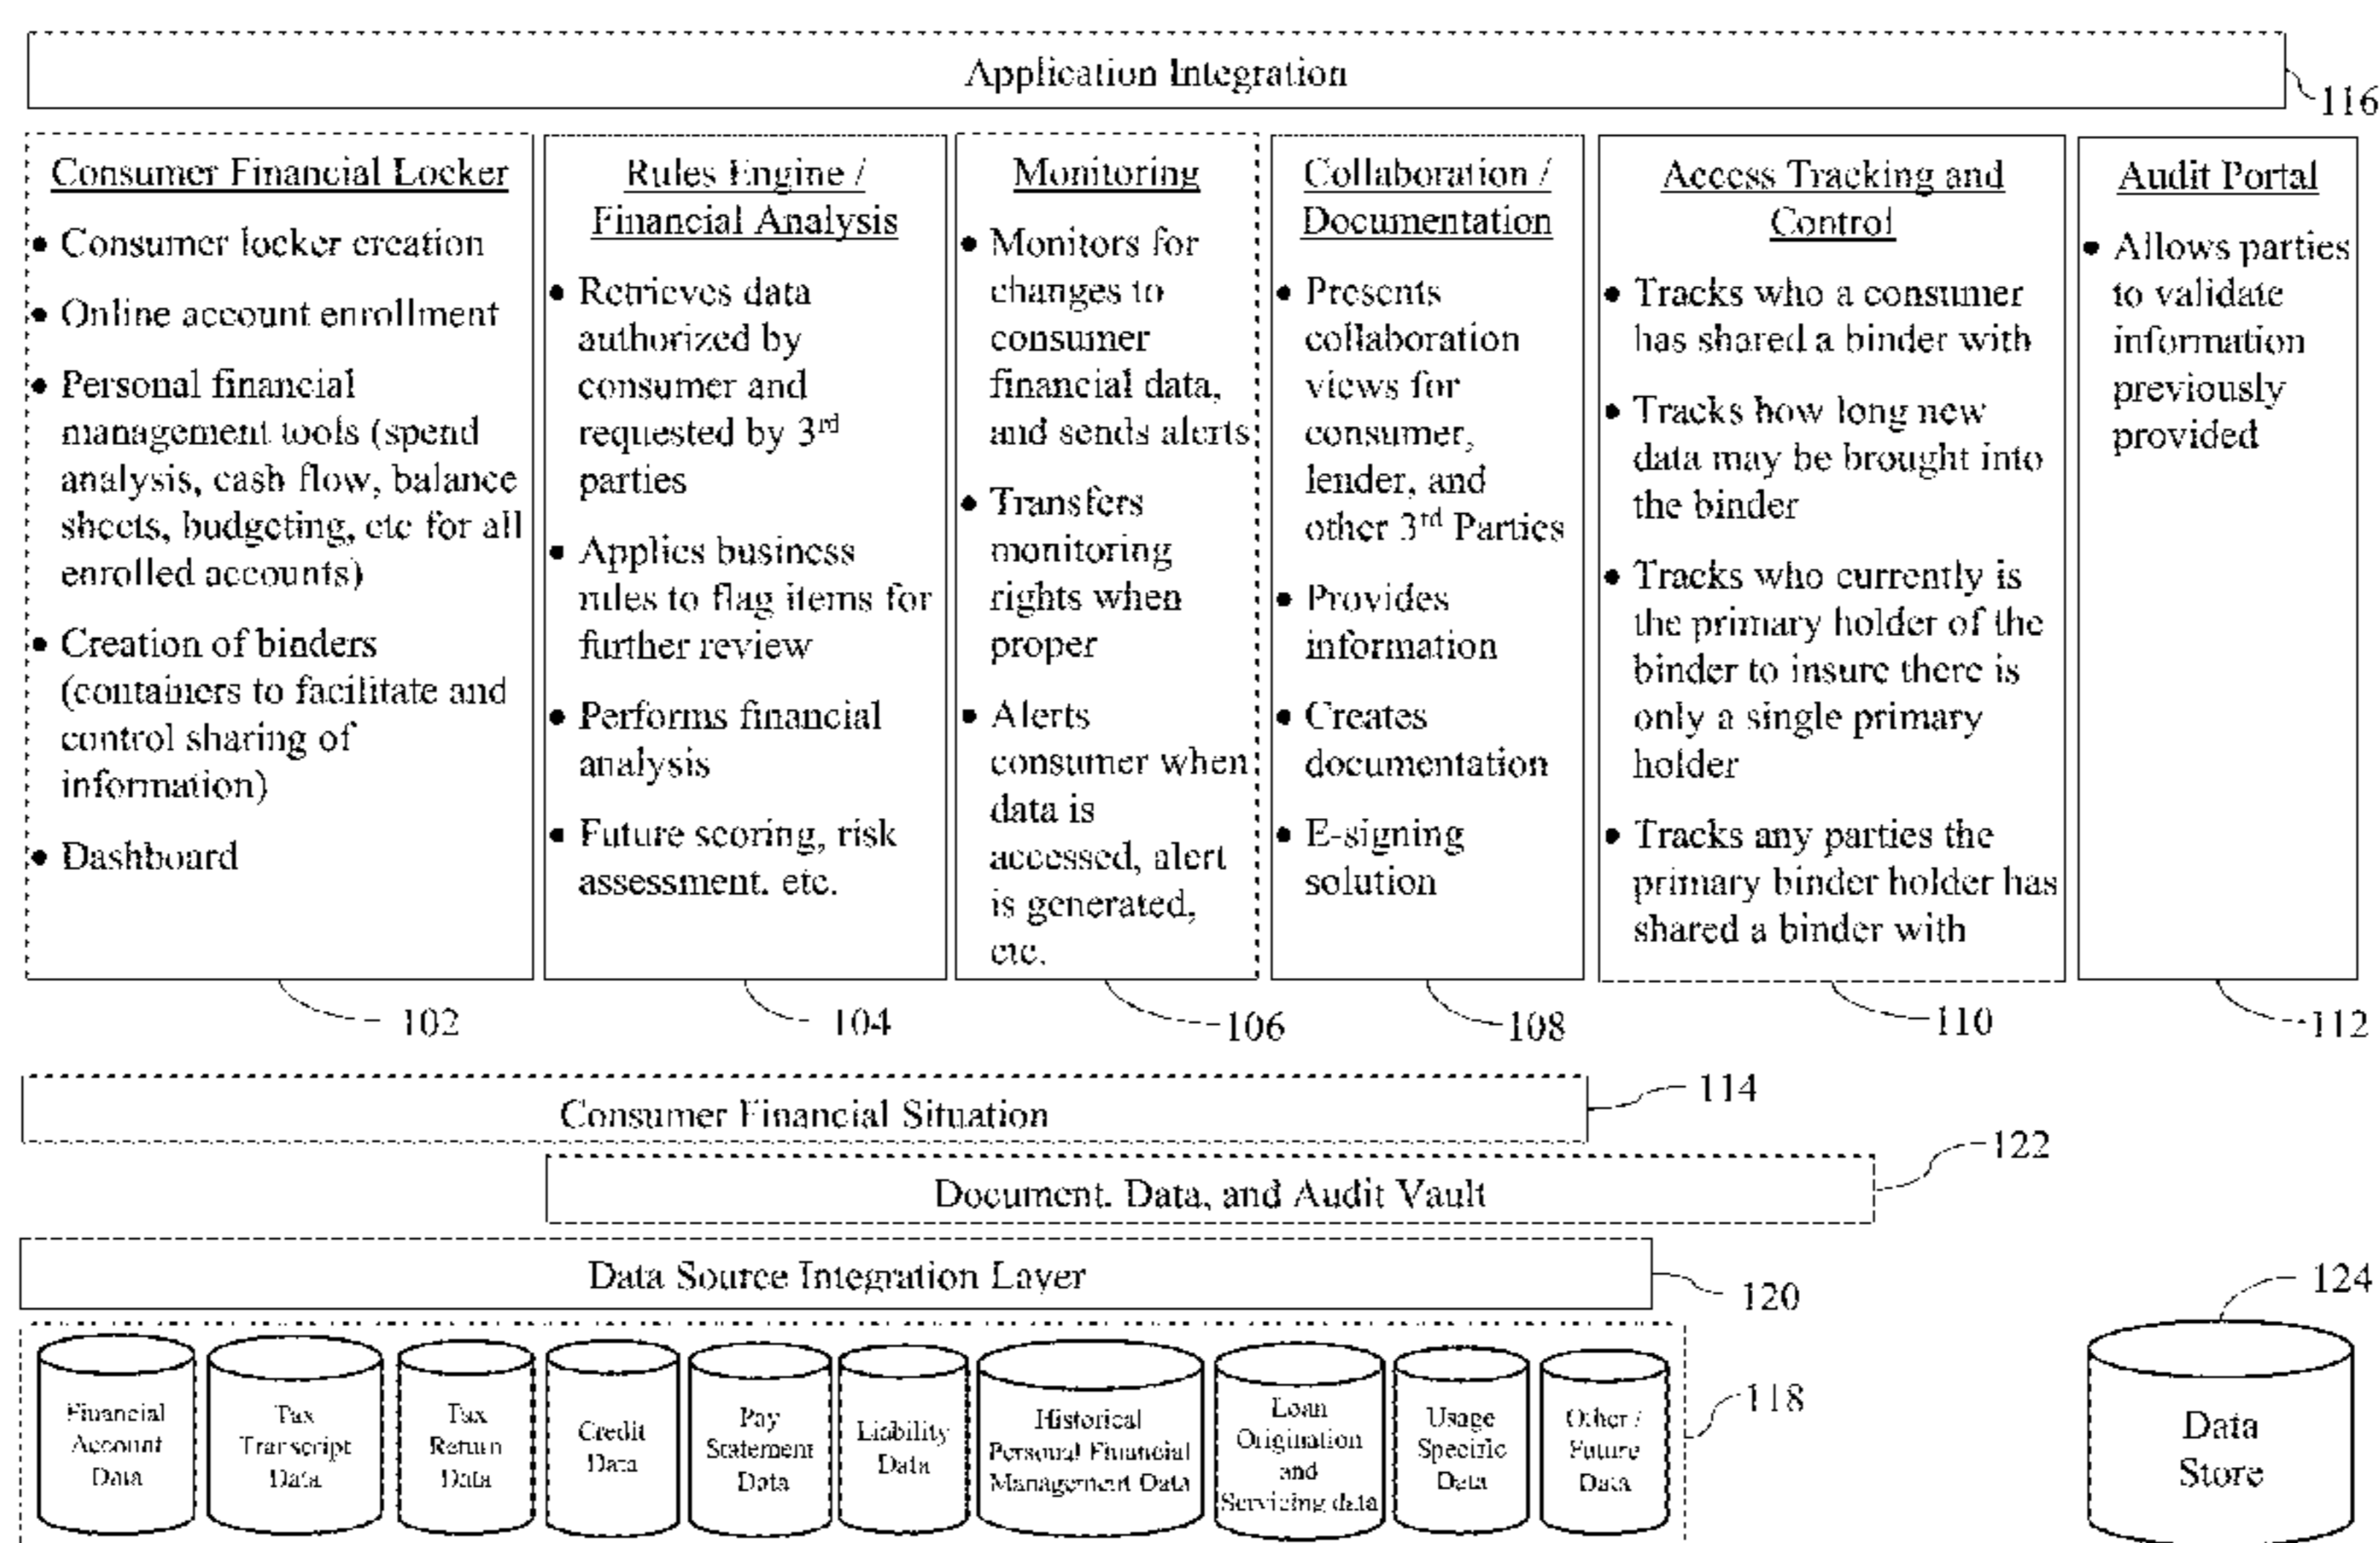 Application Integration
116
Consumer Financial Locker
• Consumer locker creation
• Online account enrollment
• Personal financial
management tools (spend
analysis, cash flow, balance
sheets, budgeting, etc for all
enrolled accounts)
• Creation of binders
(containers to facilitate and
control sharing of
information)
• Dashboard
102
Rules Engine /
Financial Analysis
• Retrieves data
authorized by
consumer and
requested by 3rd
parties
• Applies business
rules to flag items for
further review
• Performs financial
analysis
• Future scoring, risk
assessment. etc.
104
Monitoring
• Monitors for
changes to
consumer
financial data,
and sends alerts
• Transfers
monitoring
rights when
proper
• Alerts
consumer when
data is
accessed, alert
is generated,
etc.
106
Collaboration /
Documentation
• Presents
collaboration
views for
consumer,
lender, and
other 3rd Parties
• Provides
information
• Creates
documentation
• E-signing
solution
108
Access Tracking and
Control
• Tracks who a consumer
has shared a binder with
• Tracks how long new
data may be brought into
the binder
• Tracks who currently is
the primary holder of the
binder to insure there is
only a single primary
holder
• Tracks any parties the
primary binder holder has
shared a binder with
110
Audit Portal
• Allows parties
to validate
information
previously
provided
112
Consumer Financial Situation
114
Document. Data, and Audit Vault
122
Data Source Integration Layer
120
Financial
Account
Data
Tax
Transcript
Data
Tax
Return
Data
Credit
Data
Pay
Statement
Data
Liability
Data
Historical
Personal Financial
Management Data
Loan
Origination
and
Servicing data
Usage
Specific
Data
Other /
Future
Data
118
124
Data
Store